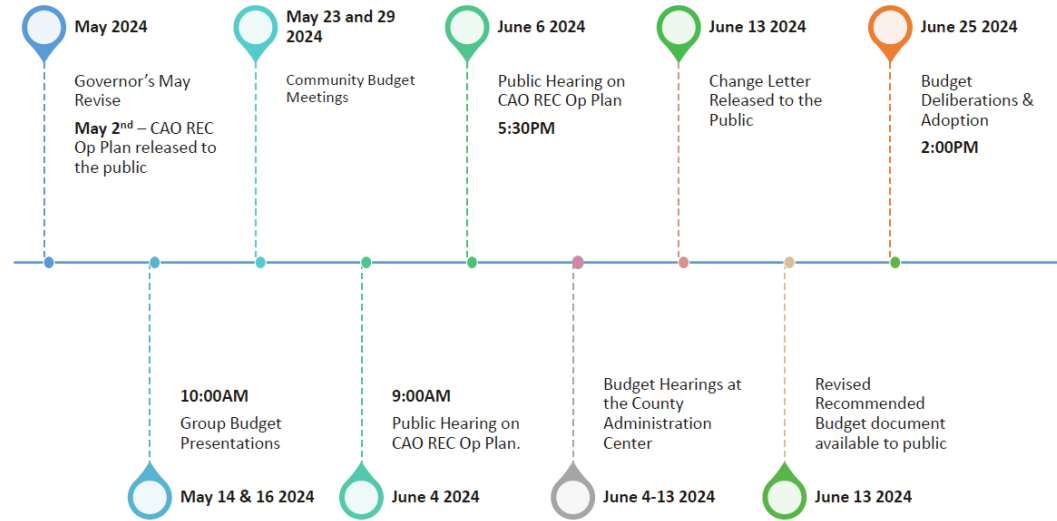 May 2024
Governor's May
Revise
May 2nd – CAO REC
Op Plan released to
the public
May 23 and 29
2024
Community Budget
Meetings
June 6 2024
Public Hearing on
CAO REC Op Plan
5:30PM
June 13 2024
Change Letter
Released to the
Public
June 25 2024
Budget
Deliberations &
Adoption
2:00PM
10:00AM
Group Budget
Presentations
May 14 & 16 2024
9:00AM
Public Hearing on
CAO REC Op Plan.
June 4 2024
Budget Hearings at
the County
Administration
Center
June 4-13 2024
Revised
Recommended
Budget document
available to public
June 13 2024